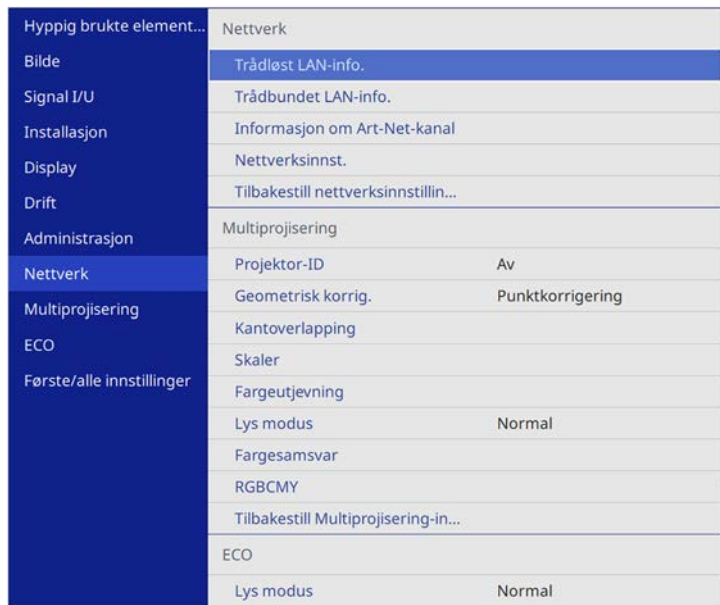 Hyppig brukte element...
Bilde
Signal I/U
Installasjon
Display
Drift
Administrasjon
Nettverk
Multiprojisering
ECO
Første/alle innstillinger
Nettverk
Trådløst LAN-info.
Trådbundet LAN-info.
Informasjon om Art-Net-kanal
Nettverksinnst.
Tilbakestill nettverksinnstillin...
Multiprojisering
Projektor-ID Av
Geometrisk korrig. Punktkorrigering
Kantoverlapping
Skaler
Fargeutjevning
Lys modus Normal
Fargesamsvar
RGBCMY
Tilbakestill Multiprojisering-in...
ECO
Lys modus Normal